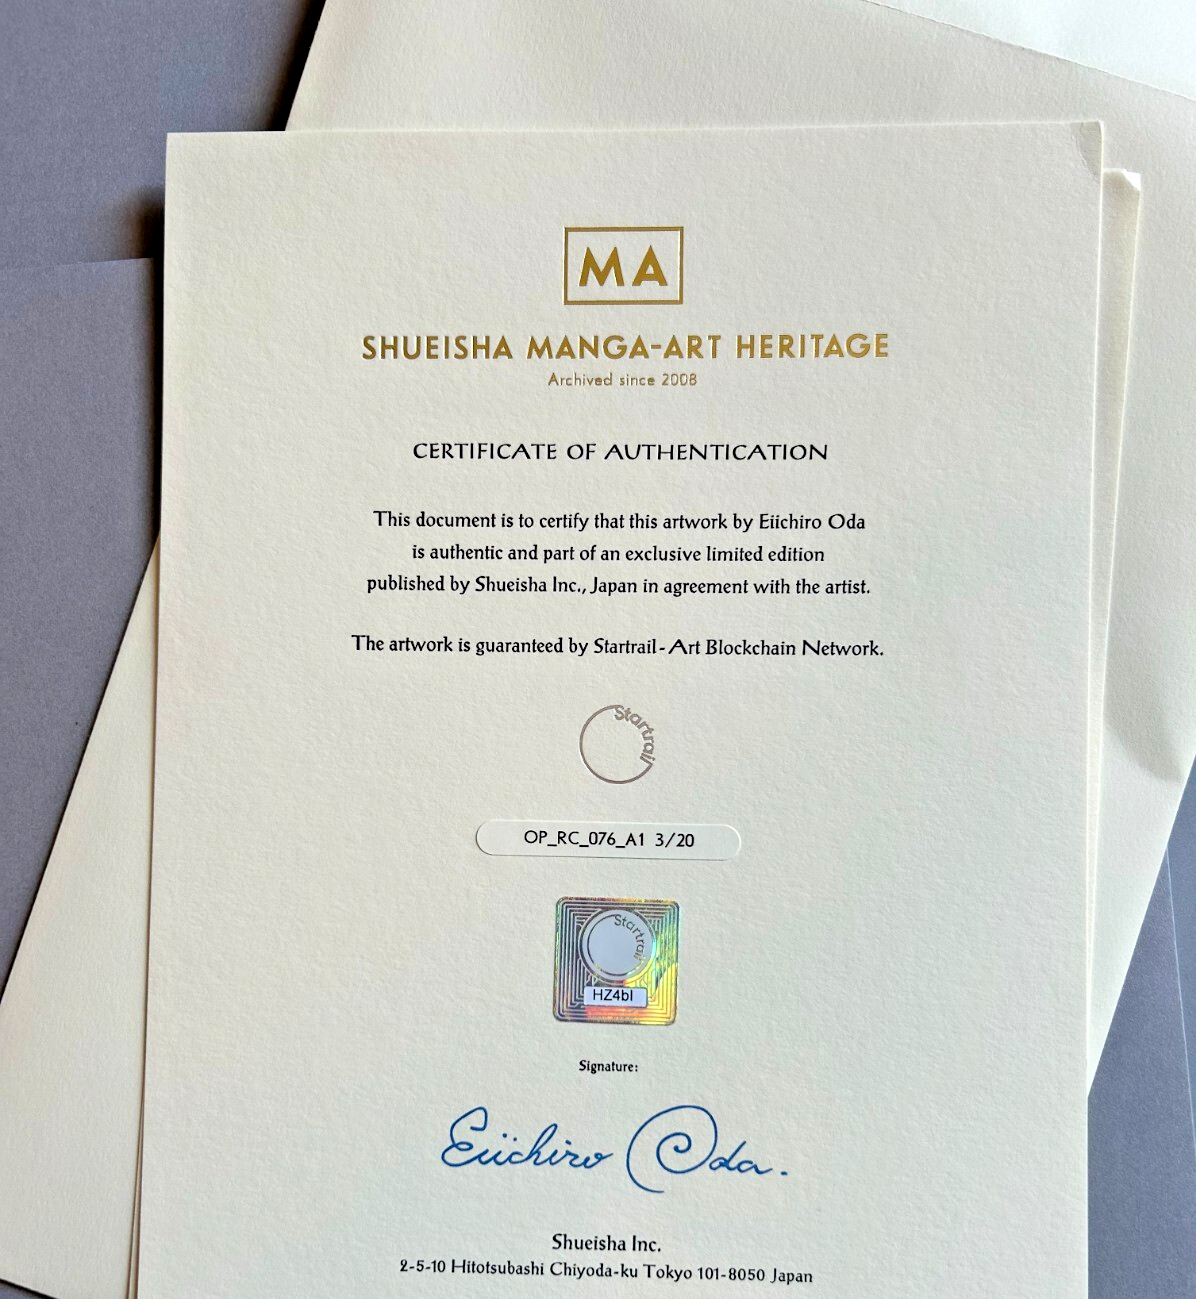 MA
SHUEISHA MANGA-ART HERITAGE
Archived since 2008
CERTIFICATE OF AUTHENTICATION
This document is to certify that this artwork by Eiichiro Oda
is authentic and part of an exclusive limited edition
published by Shueisha Inc., Japan in agreement with the artist.
The artwork is guaranteed by Startrail-Art Blockchain Network.
Startrail
OP_RC_076_A1 3/20
Startrail
HZ4bI
Signature:
Eiichiro Oda.
Shueisha Inc.
2-5-10 Hitotsubashi Chiyoda-ku Tokyo 101-8050 Japan